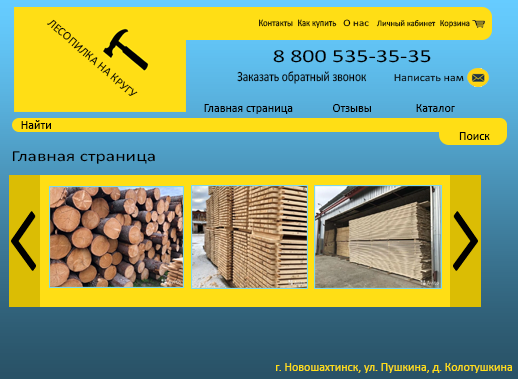 ЛЕСОПИЛКА НА КРУГУ
Контакты Как купить О нас Личный кабинет Корзина
8 800 535-35-35
Заказать обратный звонок Написать нам
Главная страница Отзывы Каталог
Найти
Поиск
Главная страница
г. Новошахтинск, ул. Пушкина, д. Колотушкина